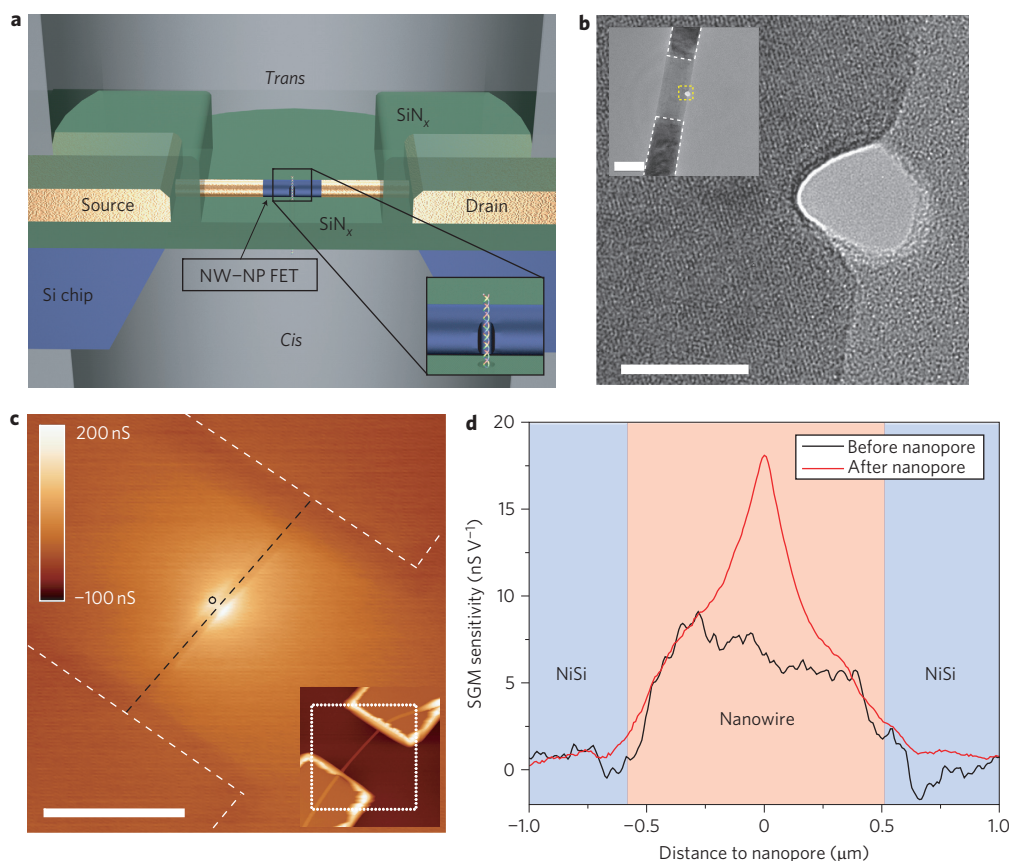 a
Trans
SiNₓ
Source
Drain
SiNₓ
NW–NP FET
Si chip
Cis
b
c
200 nS
−100 nS
d
20
15
10
5
0
SGM sensitivity (nS V⁻¹)
Before nanopore
After nanopore
NiSi
NiSi
Nanowire
−1.0
−0.5
0
0.5
1.0
Distance to nanopore (μm)